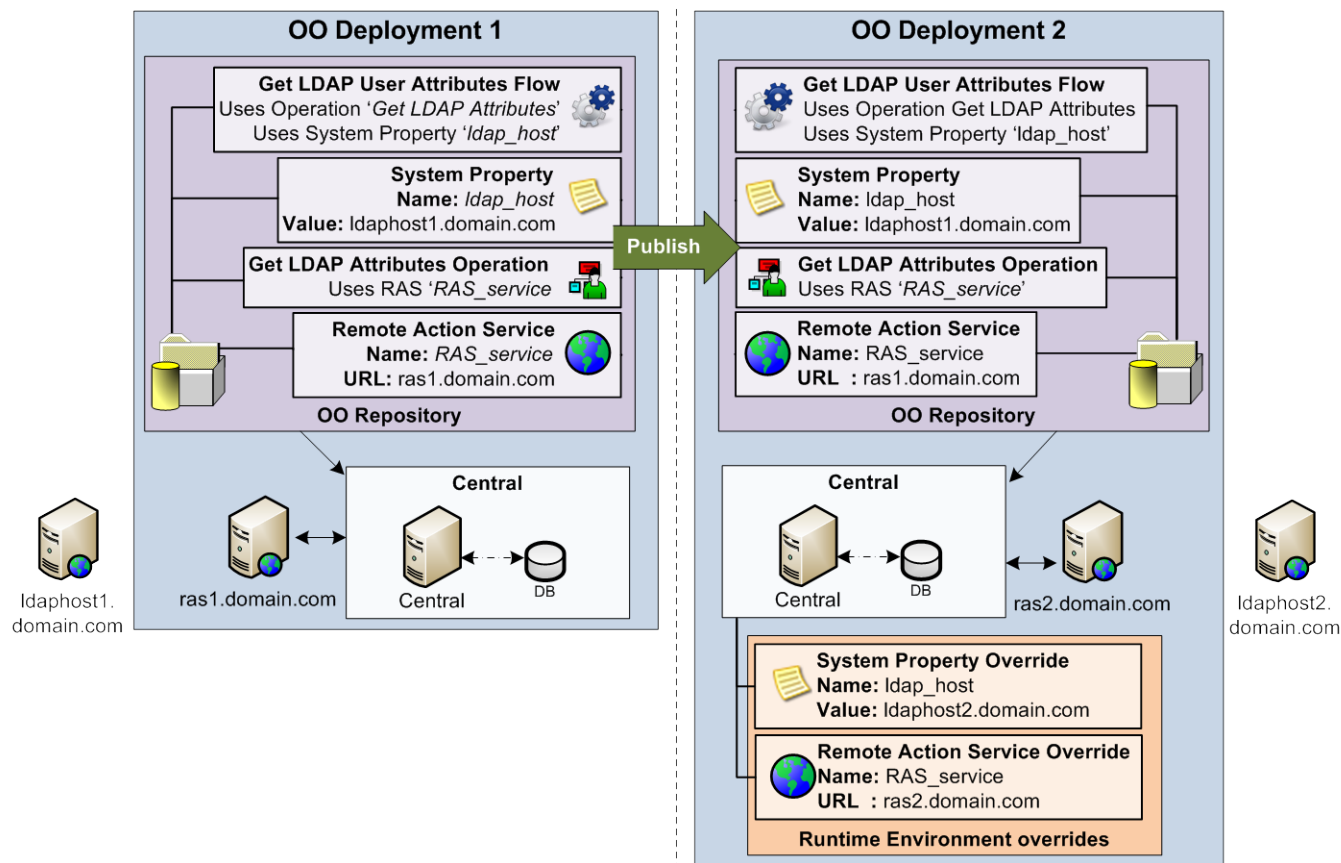 OO Deployment 1
Get LDAP User Attributes Flow
Uses Operation ‘Get LDAP Attributes’
Uses System Property ‘ldap_host’
System Property
Name: ldap_host
Value: ldaphost1.domain.com
Get LDAP Attributes Operation
Uses RAS ‘RAS_service
Remote Action Service
Name: RAS_service
URL: ras1.domain.com
OO Repository
Central
Central
DB
ras1.domain.com
ldaphost1.
domain.com
Publish
OO Deployment 2
Get LDAP User Attributes Flow
Uses Operation Get LDAP Attributes
Uses System Property ‘ldap_host’
System Property
Name: ldap_host
Value: ldaphost1.domain.com
Get LDAP Attributes Operation
Uses RAS ‘RAS_service’
Remote Action Service
Name: RAS_service
URL : ras1.domain.com
OO Repository
Central
Central
DB
ras2.domain.com
ldaphost2.
domain.com
System Property Override
Name: ldap_host
Value: ldaphost2.domain.com
Remote Action Service Override
Name: RAS_service
URL : ras2.domain.com
Runtime Environment overrides